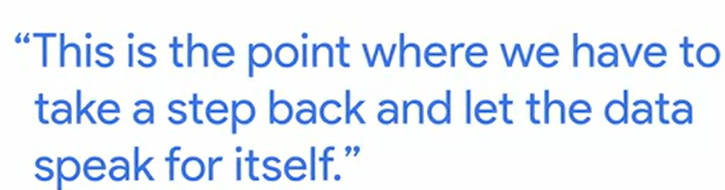 “This is the point where we have to
take a step back and let the data
speak for itself.”